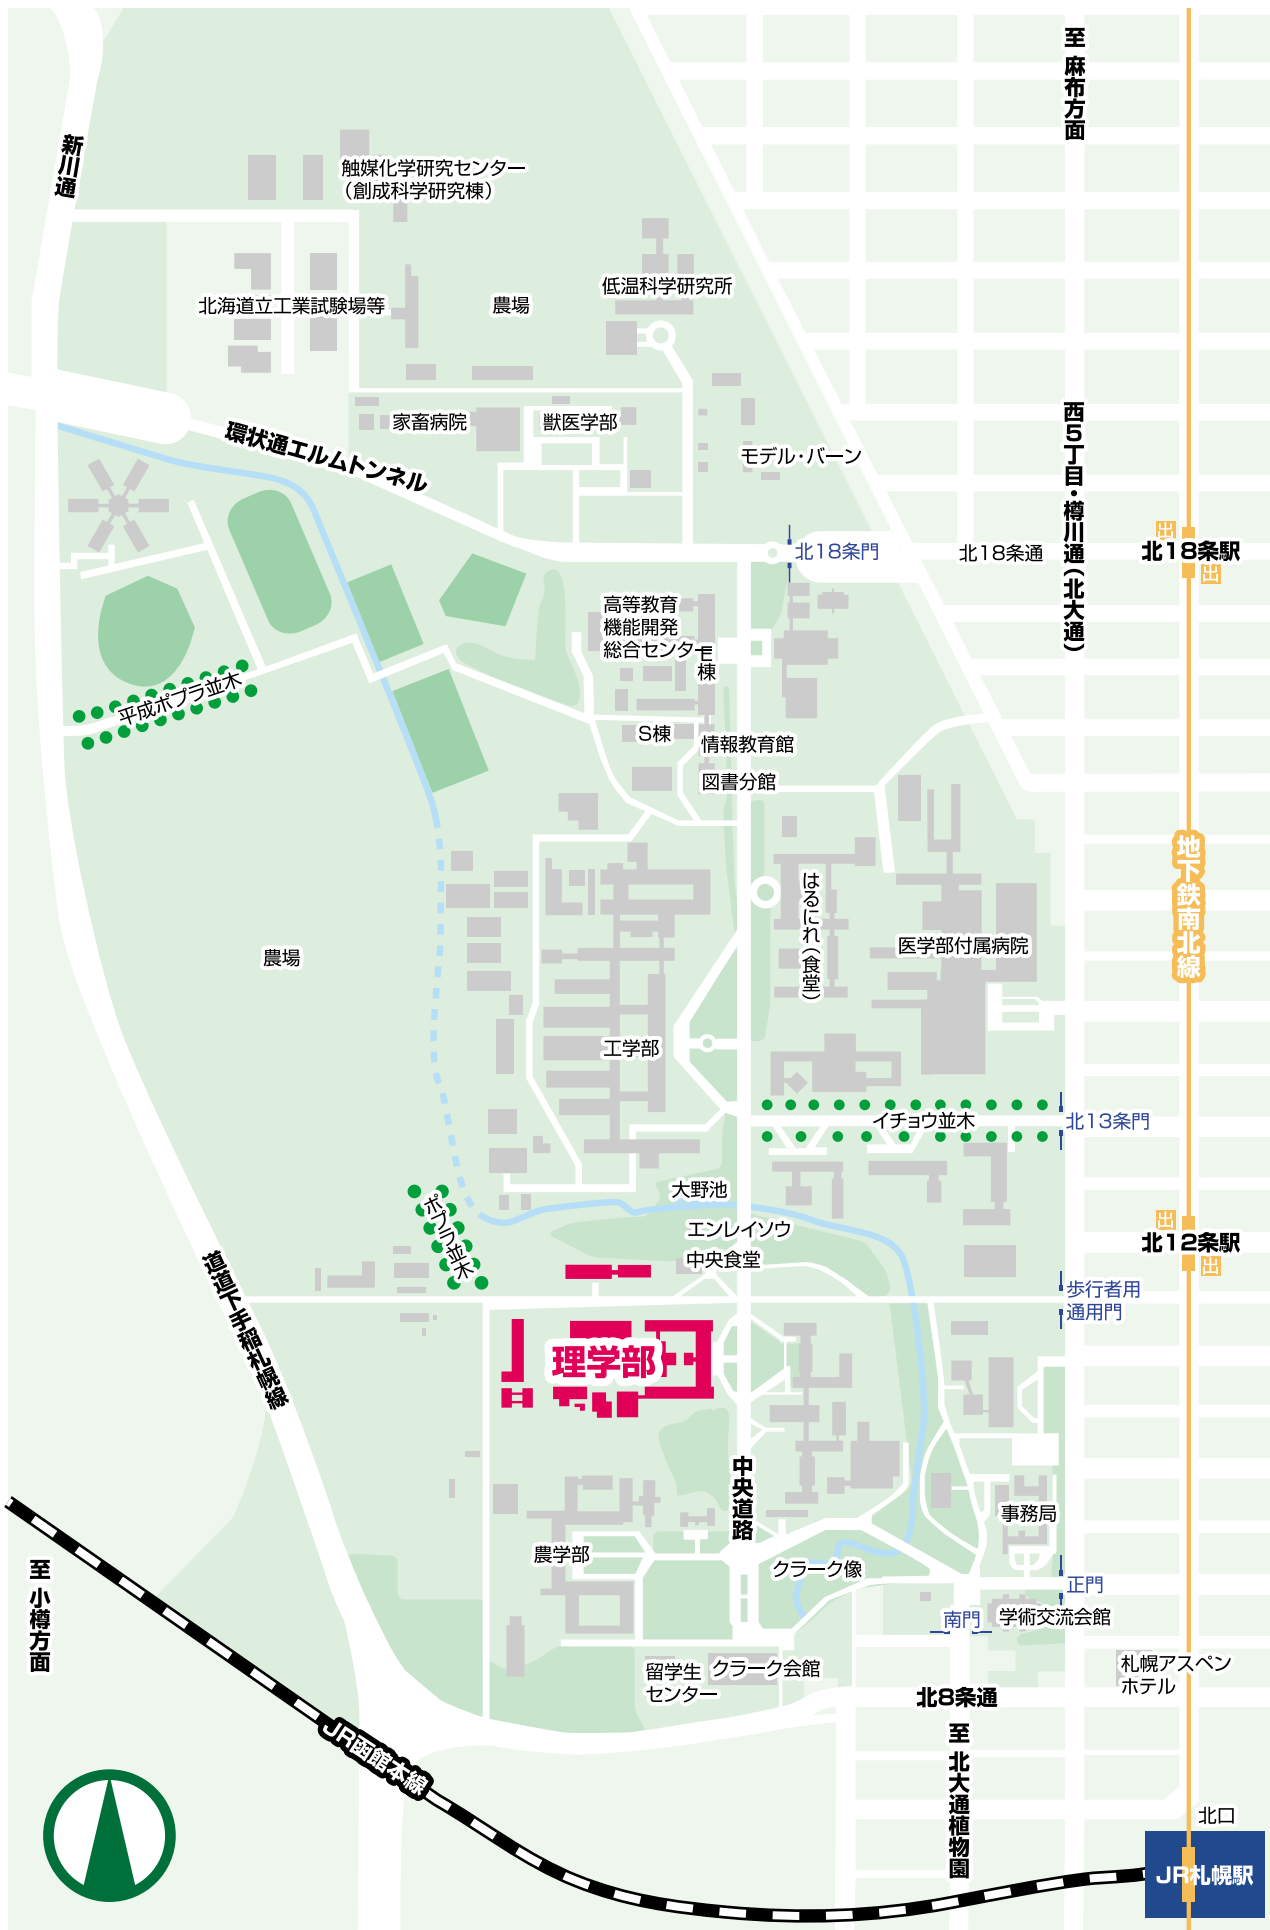 至 麻布方面
新川通
触媒化学研究センター
（創成科学研究棟）
低温科学研究所
北海道立工業試験場等
農場
家畜病院
獣医学部
環状通エルムトンネル
モデル・バーン
西5丁目・樽川通（北大通）
出
北18条門
北18条通
北18条駅
出
高等教育
機能開発
総合センター
E棟
平成ポプラ並木
S棟
情報教育館
図書分館
地下鉄南北線
はるにれ（食堂）
医学部付属病院
農場
工学部
イチョウ並木
北13条門
大野池
ポプラ並木
エンレイソウ
中央食堂
出
北12条駅
出
道道下手稲札幌線
歩行者用
通用門
理学部
中央道路
事務局
農学部
クラーク像
正門
至 小樽方面
南門
学術交流会館
留学生
センター
クラーク会館
札幌アスペン
ホテル
北8条通
至 北大通植物園
JR函館本線
北口
JR札幌駅